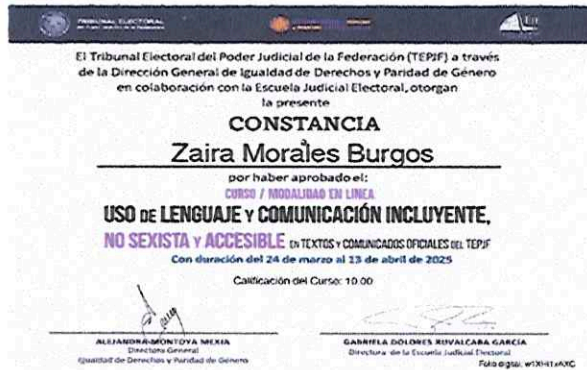 TRIBUNAL ELECTORAL
El Tribunal Electoral del Poder Judicial de la Federación (TEPJF) a través
de la Dirección General de Igualdad de Derechos y Paridad de Género
en colaboración con la Escuela Judicial Electoral, otorgan
la presente
CONSTANCIA
a
Zaira Morales Burgos
por haber aprobado el:
CURSO / MODALIDAD EN LÍNEA
USO DE LENGUAJE Y COMUNICACIÓN INCLUYENTE,
NO SEXISTA Y ACCESIBLE EN TEXTOS Y COMUNICADOS OFICIALES DEL TEPJF
Con duración del 24 de marzo al 13 de abril de 2025
Calificación del Curso: 10.00
ALEJANDRA MONTOYA MEXIA
Directora General
Igualdad de Derechos y Paridad de Género
GABRIELA DOLORES RUVALCABA GARCÍA
Directora de la Escuela Judicial Electoral
Folio digital: